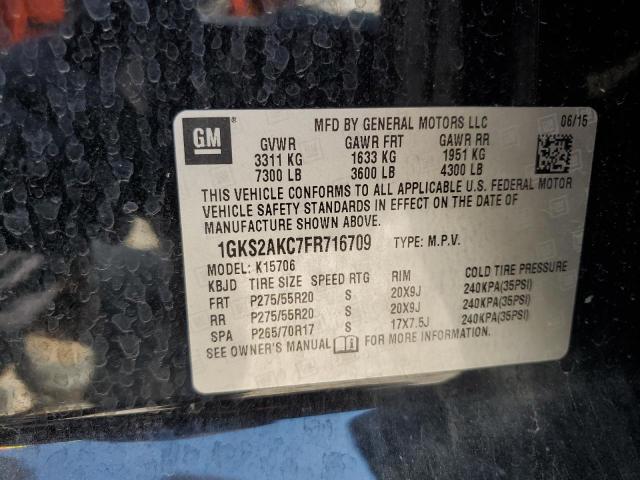 GM
MFD BY GENERAL MOTORS LLC 06/15
GVWR GAWR FRT GAWR RR
3311 KG 1633 KG 1951 KG
7300 LB 3600 LB 4300 LB
THIS VEHICLE CONFORMS TO ALL APPLICABLE U.S. FEDERAL MOTOR
VEHICLE SAFETY STANDARDS IN EFFECT ON THE DATE OF
MANUFACTURE SHOWN ABOVE.
1GKS2AKC7FR716709 TYPE: M.P.V.
MODEL: K15706
KBJD TIRE SIZE SPEED RTG RIM COLD TIRE PRESSURE
FRT P275/55R20 S 20X9J 240KPA(35PSI)
RR P275/55R20 S 20X9J 240KPA(35PSI)
SPA P265/70R17 S 17X7.5J 240KPA(35PSI)
SEE OWNER'S MANUAL FOR MORE INFORMATION.